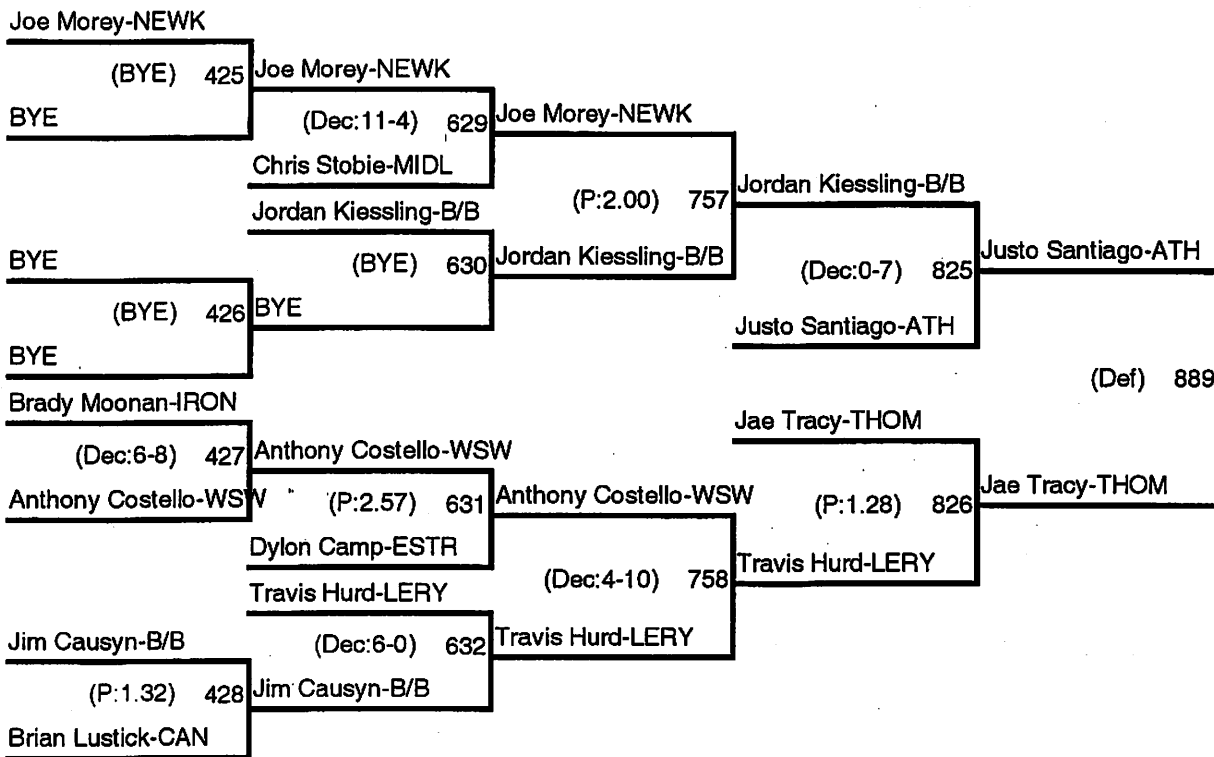 Joe Morey-NEWK
(BYE) 425 Joe Morey-NEWK
BYE
(Dec:11-4) 629 Joe Morey-NEWK
Chris Stobie-MIDL
(P:2.00) 757 Jordan Kiessling-B/B
Jordan Kiessling-B/B
BYE
(BYE) 630 Jordan Kiessling-B/B
(Dec:0-7) 825 Justo Santiago-ATH
(BYE) 426 BYE
Justo Santiago-ATH
BYE
(Def) 889
Brady Moonan-IRON
Jae Tracy-THOM
(Dec:6-8) 427 Anthony Costello-WSW
Anthony Costello-WSW
(P:2.57) 631 Anthony Costello-WSW
(P:1.28) 826 Jae Tracy-THOM
Dylon Camp-ESTR
(Dec:4-10) 758 Travis Hurd-LERY
Travis Hurd-LERY
Jim Causyn-B/B
(Dec:6-0) 632 Travis Hurd-LERY
(P:1.32) 428 Jim Causyn-B/B
Brian Lustick-CAN